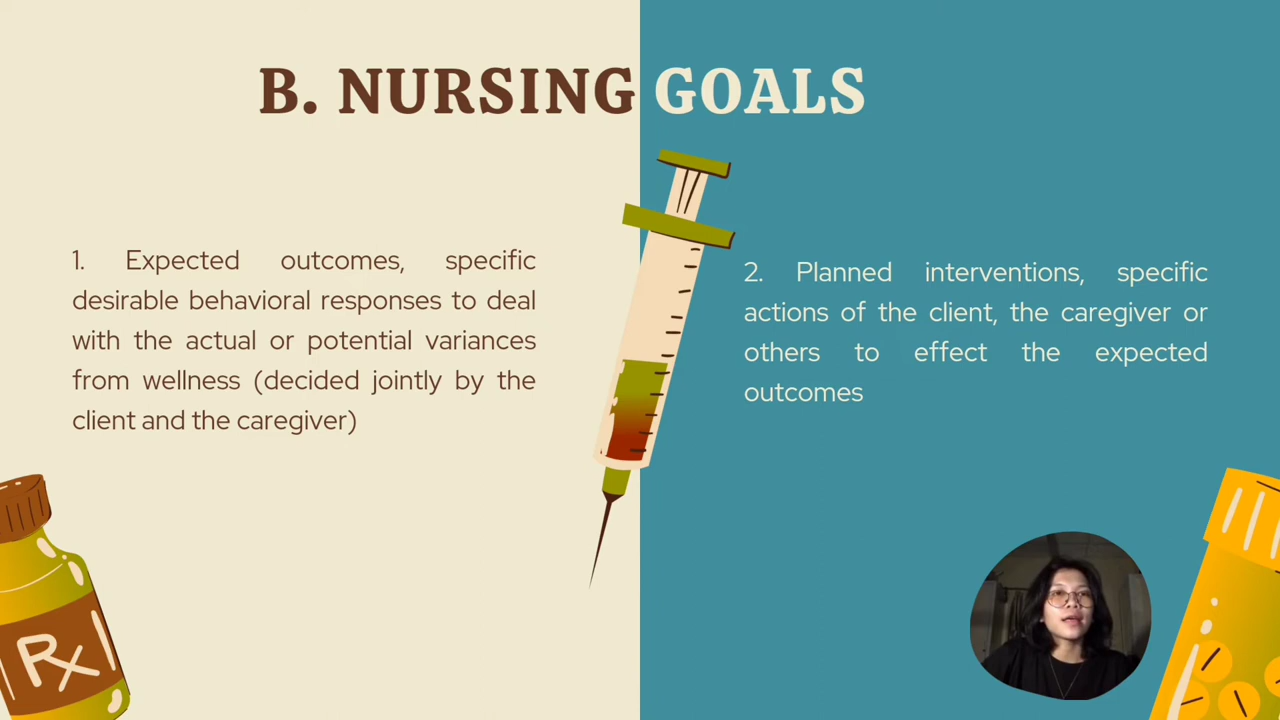 B. NURSING GOALS
1. Expected outcomes, specific
desirable behavioral responses to deal
with the actual or potential variances
from wellness (decided jointly by the
client and the caregiver)
2. Planned interventions, specific
actions of the client, the caregiver or
others to effect the expected
outcomes
Rx